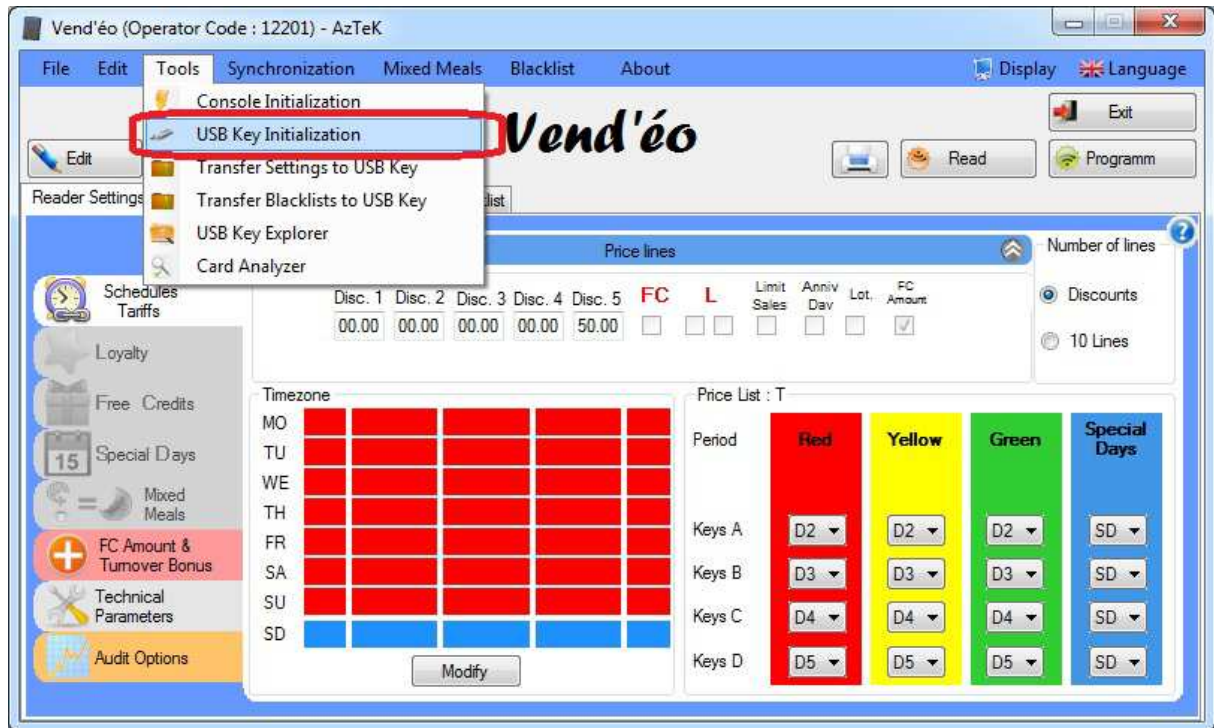 Vend'éo (Operator Code : 12201) - AzTeK
File Edit Tools Synchronization Mixed Meals Blacklist About Display Language
Console Initialization
USB Key Initialization
Transfer Settings to USB Key
Transfer Blacklists to USB Key
USB Key Explorer
Card Analyzer
Vend'éo
Exit
Edit Read Programm
Reader Settings list
Price lines
Number of lines
Discounts
10 Lines
Disc. 1 Disc. 2 Disc. 3 Disc. 4 Disc. 5 FC L Limit Sales Anniv Day Lot. FC Amount
00.00 00.00 00.00 00.00 50.00
Schedules
Tariffs
Loyalty
Free Credits
15 Special Days
Mixed
Meals
FC Amount &
Turnover Bonus
Technical
Parameters
Audit Options
Timezone
MO
TU
WE
TH
FR
SA
SU
SD
Modify
Price List : T
Period Red Yellow Green Special Days
Keys A D2 D2 D2 SD
Keys B D3 D3 D3 SD
Keys C D4 D4 D4 SD
Keys D D5 D5 D5 SD